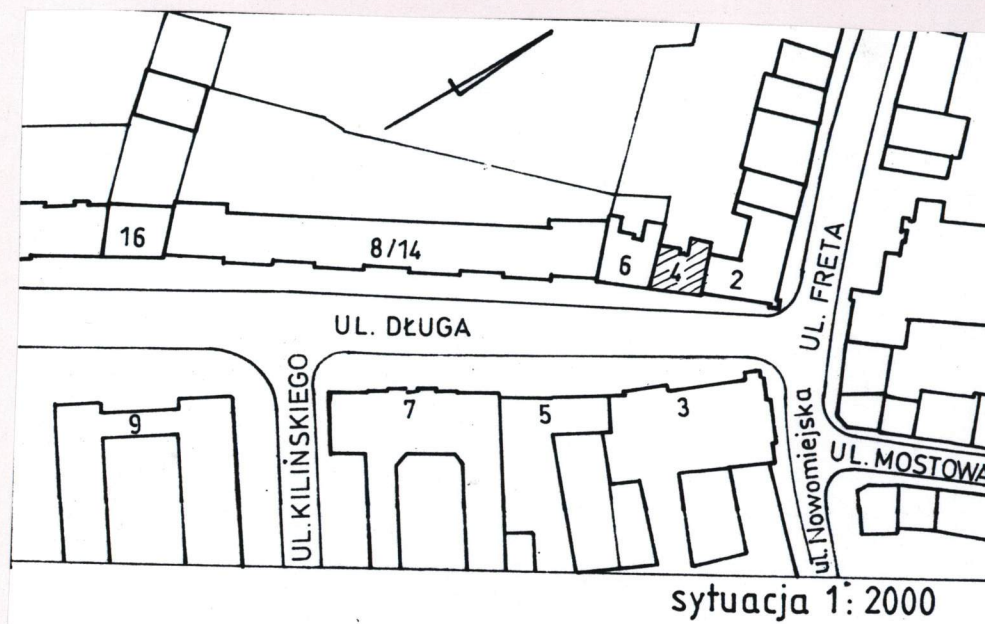 16
8/14
6
4
2
UL. DŁUGA
UL. FRETA
UL. KILIŃSKIEGO
9
7
5
3
ul. Nowomiejska
UL. MOSTOWA
sytuacja 1:2000